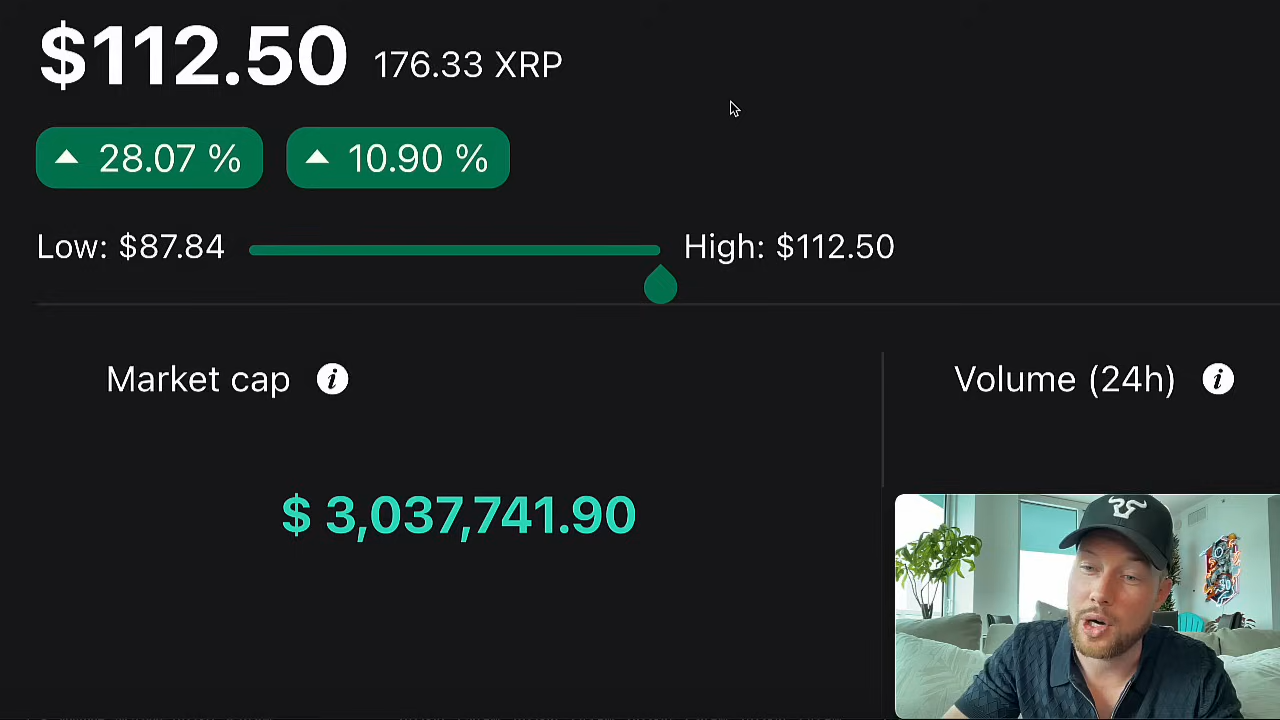 $112.50 176.33 XRP
28.07 % 10.90 %
Low: $87.84 High: $112.50
Market cap i Volume (24h) i
$ 3,037,741.90